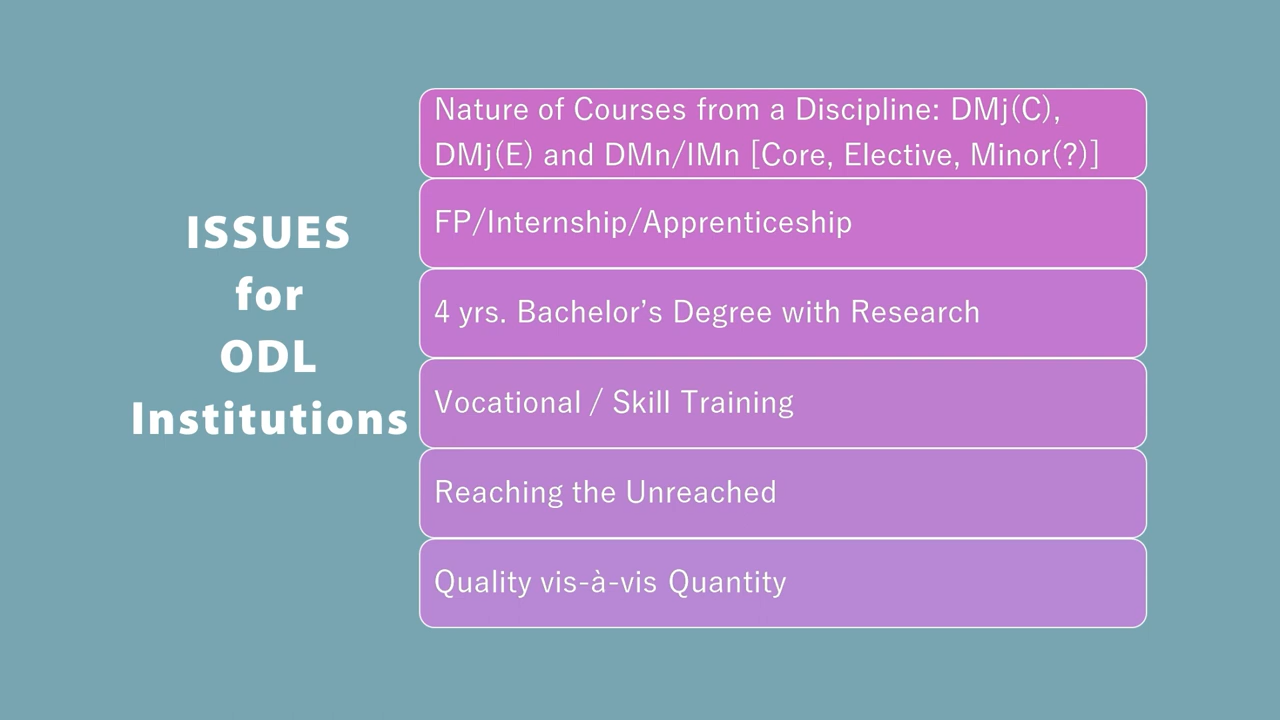 ISSUES
for
ODL
Institutions
Nature of Courses from a Discipline: DMj(C),
DMj(E) and DMn/IMn [Core, Elective, Minor(?)]
FP/Internship/Apprenticeship
4 yrs. Bachelor’s Degree with Research
Vocational / Skill Training
Reaching the Unreached
Quality vis-à-vis Quantity